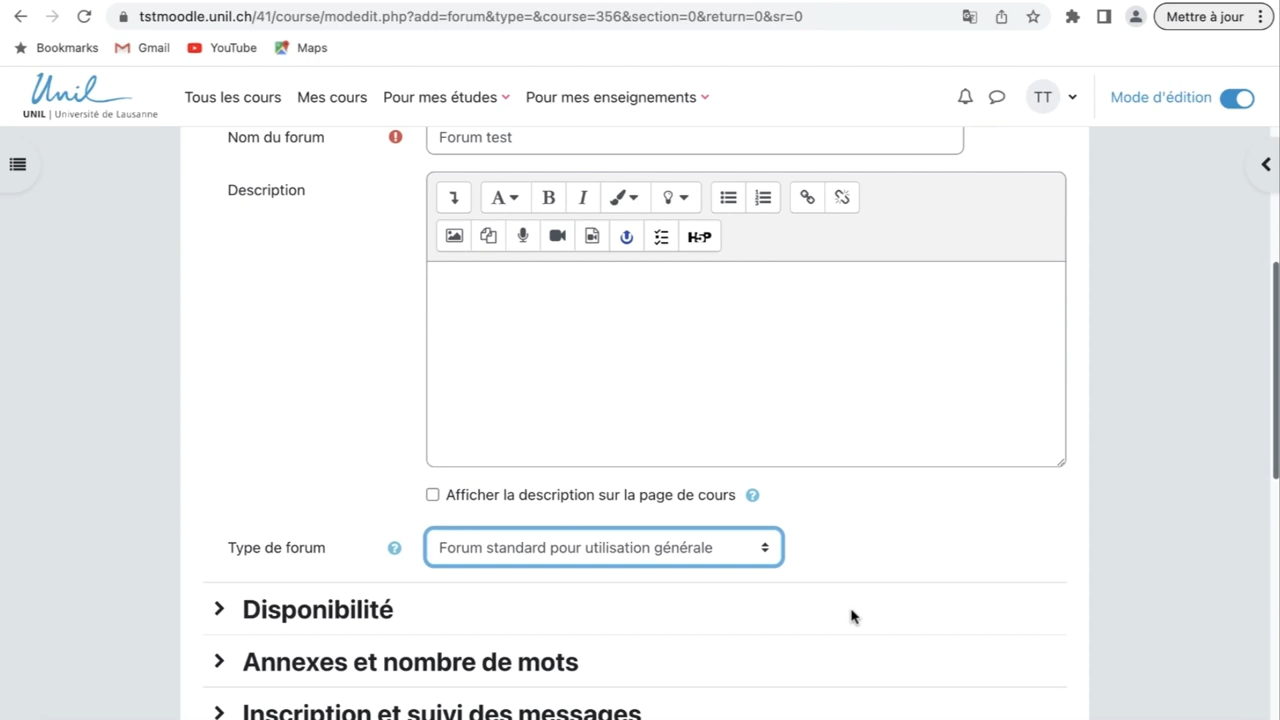 tstmoodle.unil.ch/41/course/modedit.php?add=forum&type=&course=356&section=0&return=0&sr=0
Mettre à jour
Bookmarks Gmail YouTube Maps
Unil
UNIL | Université de Lausanne
Tous les cours Mes cours Pour mes études Pour mes enseignements TT Mode d'édition
Nom du forum Forum test
Description
A B I
H5P
Afficher la description sur la page de cours
Type de forum Forum standard pour utilisation générale
Disponibilité
Annexes et nombre de mots
Inscription et suivi des messages